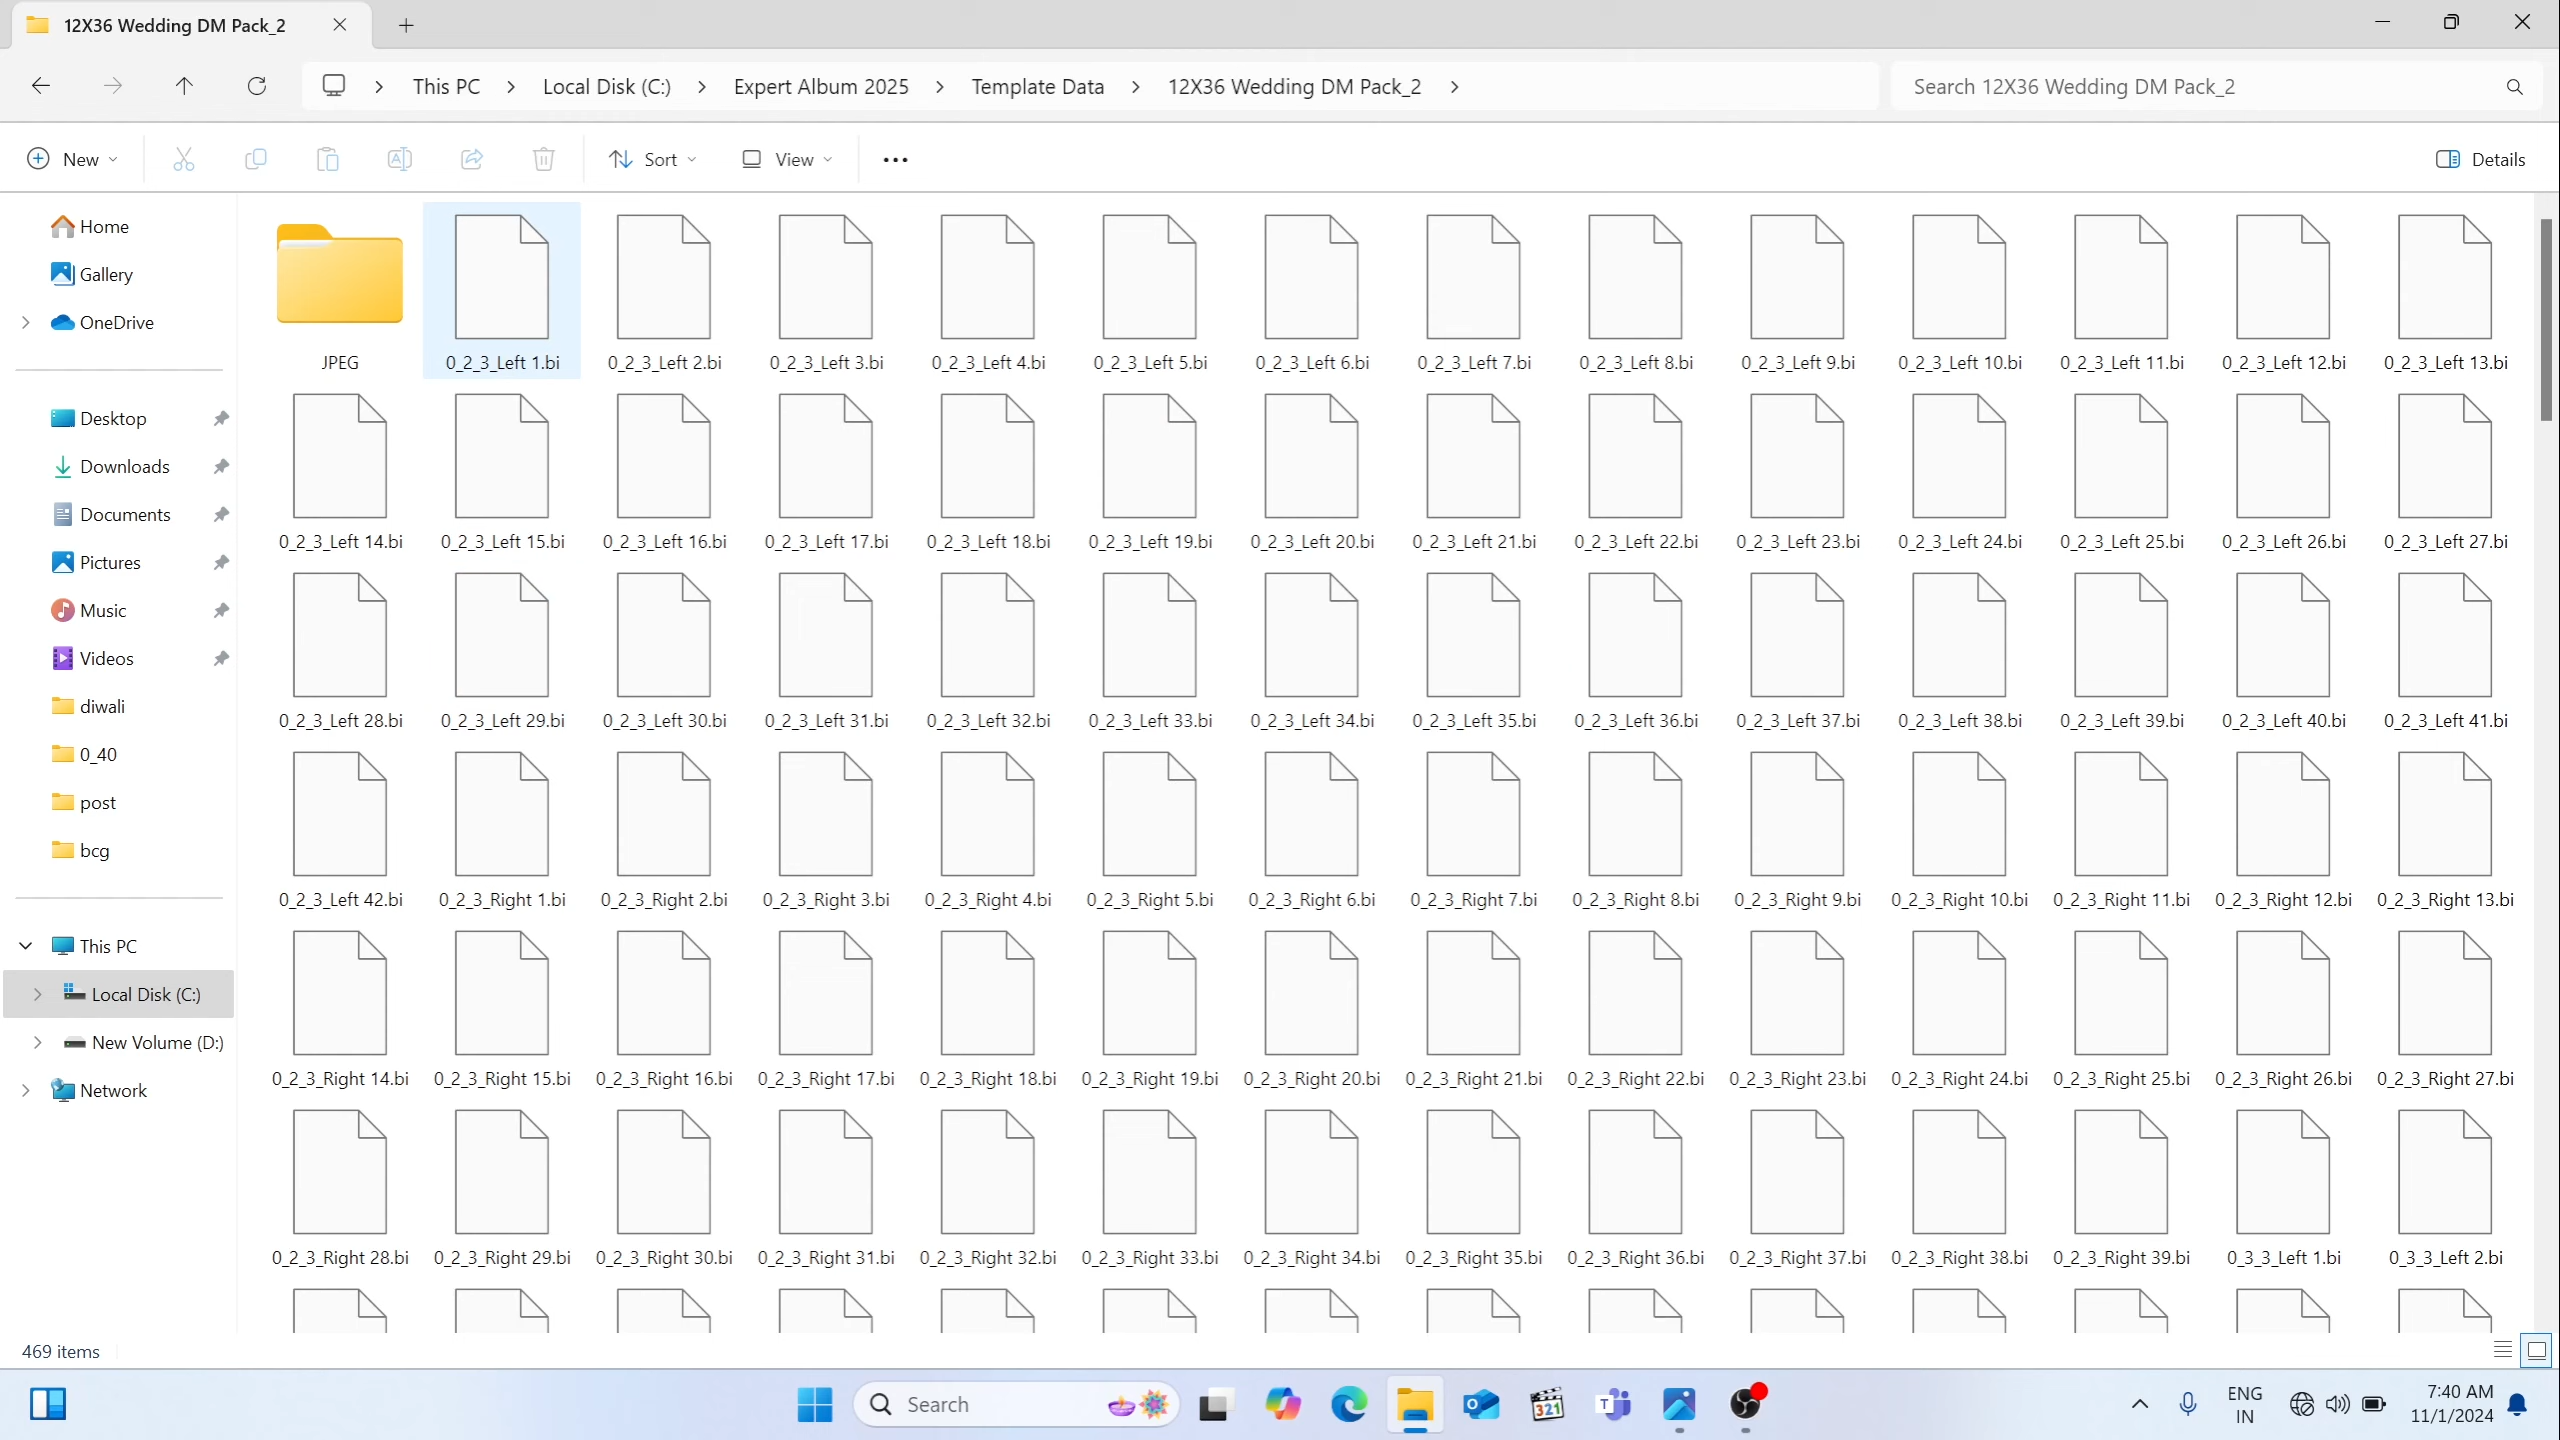 12X36 Wedding DM Pack_2
This PC > Local Disk (C:) > Expert Album 2025 > Template Data > 12X36 Wedding DM Pack_2 >
Search 12X36 Wedding DM Pack_2
New
Sort
View
Details
Home
Gallery
OneDrive
Desktop
Downloads
Documents
Pictures
Music
Videos
diwali
0_40
post
bcg
This PC
Local Disk (C:)
New Volume (D:)
Network
JPEG 0_2_3_Left 1.bi 0_2_3_Left 2.bi 0_2_3_Left 3.bi 0_2_3_Left 4.bi 0_2_3_Left 5.bi 0_2_3_Left 6.bi 0_2_3_Left 7.bi 0_2_3_Left 8.bi 0_2_3_Left 9.bi 0_2_3_Left 10.bi 0_2_3_Left 11.bi 0_2_3_Left 12.bi 0_2_3_Left 13.bi
0_2_3_Left 14.bi 0_2_3_Left 15.bi 0_2_3_Left 16.bi 0_2_3_Left 17.bi 0_2_3_Left 18.bi 0_2_3_Left 19.bi 0_2_3_Left 20.bi 0_2_3_Left 21.bi 0_2_3_Left 22.bi 0_2_3_Left 23.bi 0_2_3_Left 24.bi 0_2_3_Left 25.bi 0_2_3_Left 26.bi 0_2_3_Left 27.bi
0_2_3_Left 28.bi 0_2_3_Left 29.bi 0_2_3_Left 30.bi 0_2_3_Left 31.bi 0_2_3_Left 32.bi 0_2_3_Left 33.bi 0_2_3_Left 34.bi 0_2_3_Left 35.bi 0_2_3_Left 36.bi 0_2_3_Left 37.bi 0_2_3_Left 38.bi 0_2_3_Left 39.bi 0_2_3_Left 40.bi 0_2_3_Left 41.bi
0_2_3_Left 42.bi 0_2_3_Right 1.bi 0_2_3_Right 2.bi 0_2_3_Right 3.bi 0_2_3_Right 4.bi 0_2_3_Right 5.bi 0_2_3_Right 6.bi 0_2_3_Right 7.bi 0_2_3_Right 8.bi 0_2_3_Right 9.bi 0_2_3_Right 10.bi 0_2_3_Right 11.bi 0_2_3_Right 12.bi 0_2_3_Right 13.bi
0_2_3_Right 14.bi 0_2_3_Right 15.bi 0_2_3_Right 16.bi 0_2_3_Right 17.bi 0_2_3_Right 18.bi 0_2_3_Right 19.bi 0_2_3_Right 20.bi 0_2_3_Right 21.bi 0_2_3_Right 22.bi 0_2_3_Right 23.bi 0_2_3_Right 24.bi 0_2_3_Right 25.bi 0_2_3_Right 26.bi 0_2_3_Right 27.bi
0_2_3_Right 28.bi 0_2_3_Right 29.bi 0_2_3_Right 30.bi 0_2_3_Right 31.bi 0_2_3_Right 32.bi 0_2_3_Right 33.bi 0_2_3_Right 34.bi 0_2_3_Right 35.bi 0_2_3_Right 36.bi 0_2_3_Right 37.bi 0_2_3_Right 38.bi 0_2_3_Right 39.bi 0_3_3_Left 1.bi 0_3_3_Left 2.bi
469 items
Search
321
ENG
IN
7:40 AM
11/1/2024